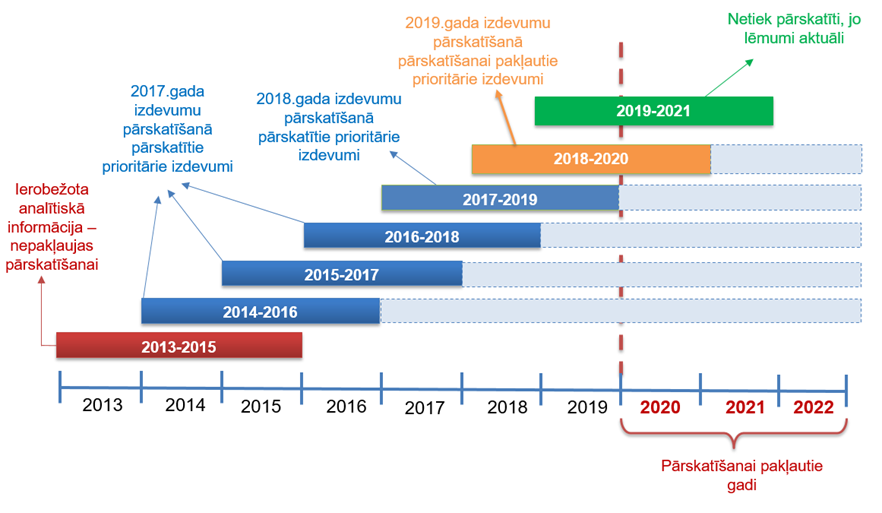 2019.gada izdevumu
pārskatīšanā
pārskatīšanai pakļautie
prioritārie izdevumi
Netiek pārskatīti, jo
lēmumi aktuāli
2017.gada
izdevumu
pārskatīšanā
pārskatītie
prioritārie izdevumi
2018.gada izdevumu
pārskatīšanā
pārskatītie prioritārie
izdevumi
Ierobežota
analītiskā
informācija –
nepakļaujas
pārskatīšanai
2019-2021
2018-2020
2017-2019
2016-2018
2015-2017
2014-2016
2013-2015
2013 2014 2015 2016 2017 2018 2019 2020 2021 2022
Pārskatīšanai pakļautie
gadi